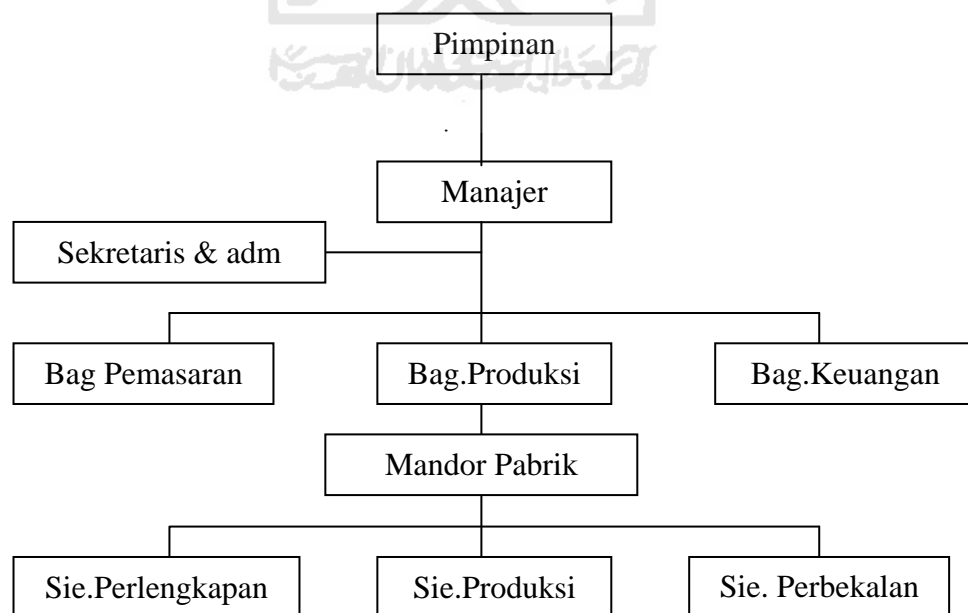 Pimpinan
Manajer
Sekretaris & adm
Bag Pemasaran
Bag.Produksi
Bag.Keuangan
Mandor Pabrik
Sie.Perlengkapan
Sie.Produksi
Sie. Perbekalan